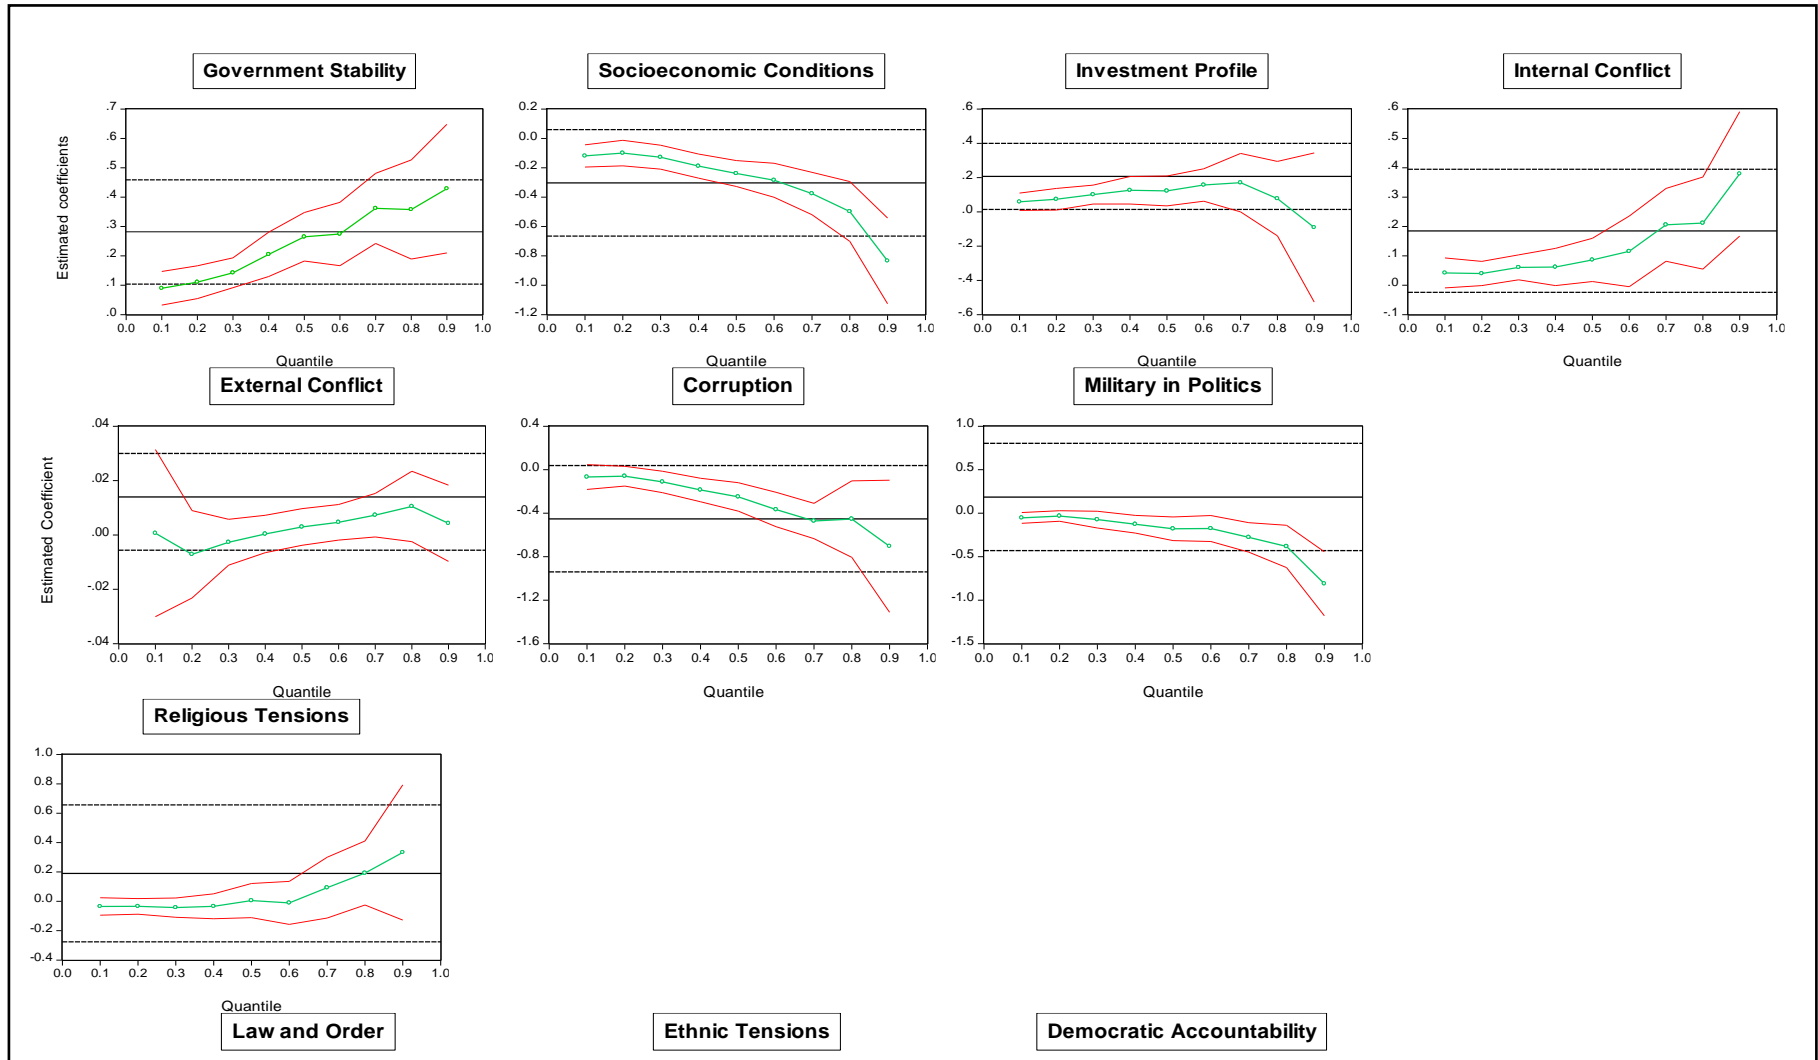 Government Stability
Socioeconomic Conditions
Investment Profile
Internal Conflict
Estimated coefficients
.7
.6
.5
.4
.3
.2
.1
.0
0.0 0.1 0.2 0.3 0.4 0.5 0.6 0.7 0.8 0.9 1.0
Quantile
0.2
0.0
-0.2
-0.4
-0.6
-0.8
-1.0
-1.2
0.0 0.1 0.2 0.3 0.4 0.5 0.6 0.7 0.8 0.9 1.0
Quantile
.6
.4
.2
.0
-.2
-.4
-.6
0.0 0.1 0.2 0.3 0.4 0.5 0.6 0.7 0.8 0.9 1.0
Quantile
.6
.5
.4
.3
.2
.1
.0
-.1
0.0 0.1 0.2 0.3 0.4 0.5 0.6 0.7 0.8 0.9 1.0
Quantile
External Conflict
Corruption
Military in Politics
Estimated Coefficient
.04
.02
.00
-.02
-.04
0.0 0.1 0.2 0.3 0.4 0.5 0.6 0.7 0.8 0.9 1.0
Quantile
0.4
0.0
-0.4
-0.8
-1.2
-1.6
0.0 0.1 0.2 0.3 0.4 0.5 0.6 0.7 0.8 0.9 1.0
Quantile
1.0
0.5
0.0
-0.5
-1.0
-1.5
0.0 0.1 0.2 0.3 0.4 0.5 0.6 0.7 0.8 0.9 1.0
Quantile
Religious Tensions
1.0
0.8
0.6
0.4
0.2
0.0
-0.2
-0.4
0.0 0.1 0.2 0.3 0.4 0.5 0.6 0.7 0.8 0.9 1.0
Quantile
Law and Order
Ethnic Tensions
Democratic Accountability